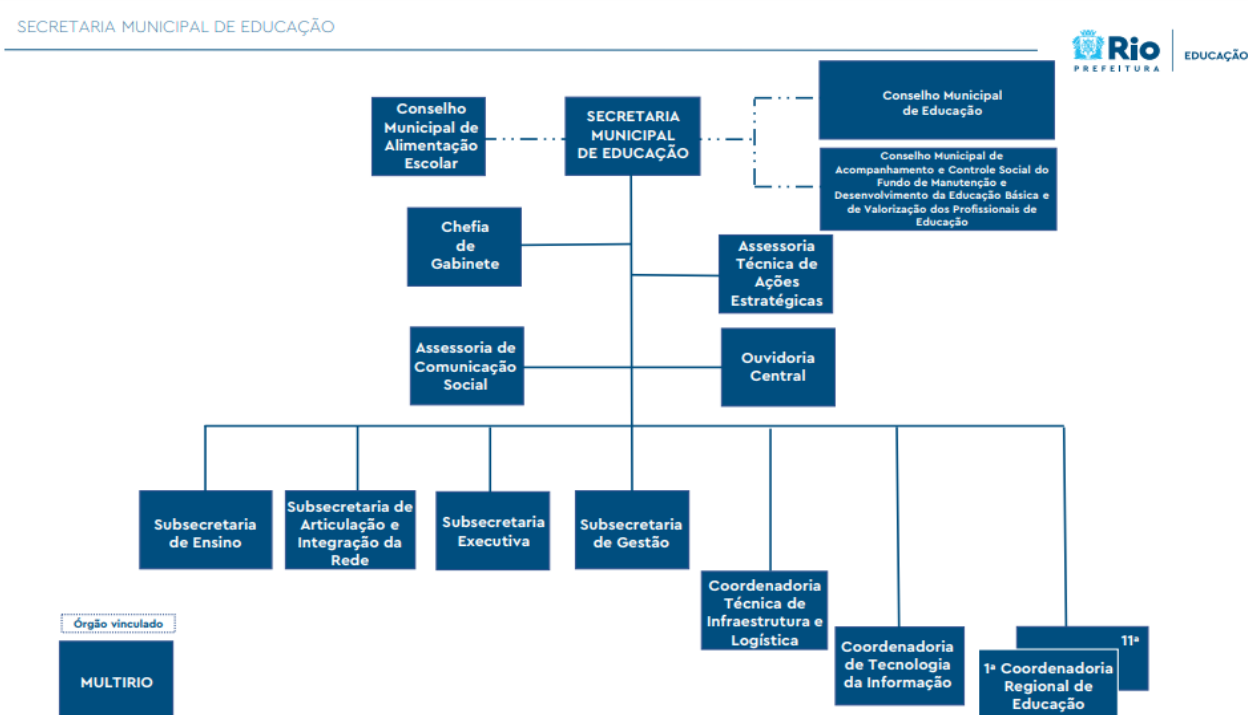 SECRETARIA MUNICIPAL DE EDUCAÇÃO
Rio
PREFEITURA
EDUCAÇÃO
Conselho
Municipal de
Alimentação
Escolar
SECRETARIA
MUNICIPAL
DE EDUCAÇÃO
Conselho Municipal
de Educação
Conselho Municipal de
Acompanhamento e Controle Social do
Fundo de Manutenção e
Desenvolvimento da Educação Básica e
de Valorização dos Profissionais de
Educação
Chefia
de
Gabinete
Assessoria
Técnica de
Ações
Estratégicas
Assessoria de
Comunicação
Social
Ouvidoria
Central
Subsecretaria
de Ensino
Subsecretaria de
Articulação e
Integração da
Rede
Subsecretaria
Executiva
Subsecretaria
de Gestão
Coordenadoria
Técnica de
Infraestrutura e
Logística
Coordenadoria
de Tecnologia
da Informação
11ª
1ª Coordenadoria
Regional de
Educação
Órgão vinculado
MULTIRIO